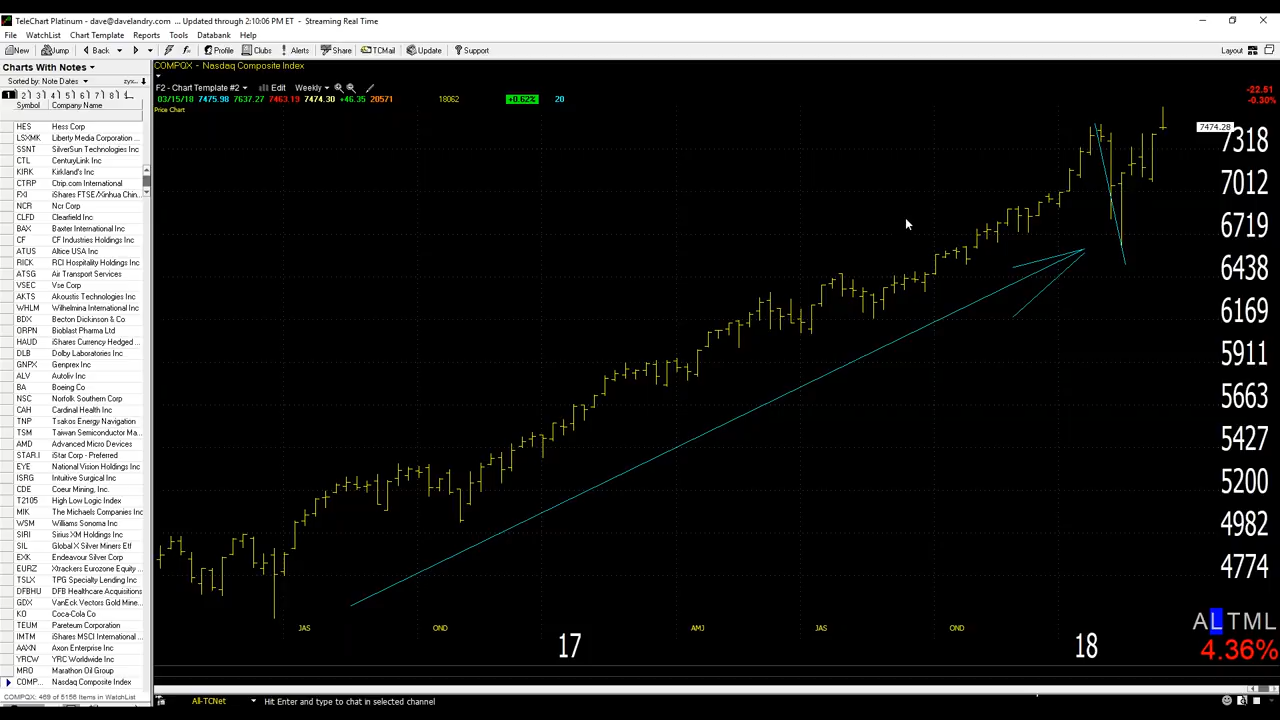 TeleChart Platinum - dave@davelandry.com ... Updated through 2:10:06 PM ET - Streaming Real Time
File WatchList Chart Template Reports Tools Databank Help
New Jump Back Profile Clubs Alerts Share TCMail Update Support Layout
Charts With Notes
Sorted by: Note Dates
1 2 3 4 5 6 7 8
Symbol Company Name
HES Hess Corp
LSXMK Liberty Media Corporation ...
SSNT SilverSun Technologies Inc
CTL CenturyLink Inc
KIRK Kirkland's Inc
CTRP Ctrip.com International
FXI iShares FTSE/Xinhua Chin...
NCR Ncr Corp
CLFD Clearfield Inc
BAX Baxter International Inc
CF CF Industries Holdings Inc
ATUS Altice USA Inc
RICK RCI Hospitality Holdings Inc
ATSG Air Transport Services
VSEC Vse Corp
AKTS Akoustis Technologies Inc
WHLM Wilhelmina International Inc
BDX Becton Dickinson & Co
ORPN Bioblast Pharma Ltd
HAUD iShares Currency Hedged ...
DLB Dolby Laboratories Inc
GNPX Genprex Inc
ALV Autoliv Inc
BA Boeing Co
NSC Norfolk Southern Corp
CAH Cardinal Health Inc
TNP Tsakos Energy Navigation
TSM Taiwan Semiconductor Ma...
AMD Advanced Micro Devices
STAR.I iStar Corp - Preferred
EYE National Vision Holdings Inc
ISRG Intuitive Surgical Inc
CDE Coeur Mining, Inc.
T2105 High Low Logic Index
MIK The Michaels Companies Inc
WSM Williams Sonoma Inc
SIRI Sirius XM Holdings Inc
SIL Global X Silver Miners Etf
EXK Endeavour Silver Corp
EURZ Xtrackers Eurozone Equity ...
TSLX TPG Specialty Lending Inc
DFBHU DFB Healthcare Acquisitions
GDX VanEck Vectors Gold Mine...
KO Coca-Cola Co
TEUM Pareteum Corporation
IMTM iShares MSCI International ...
AAXN Axon Enterprise Inc
YRCW YRC Worldwide Inc
MRO Marathon Oil Group
COMP... Nasdaq Composite Index
COMPQX: 469 of 5156 Items in WatchList
COMPQX - Nasdaq Composite Index
F2 - Chart Template #2 Edit Weekly
03/15/18 7475.98 7637.27 7463.19 7474.30 +46.35 20571 18062 +0.62% 20
Price Chart
-22.51
-0.30%
7474.28
7318
7012
6719
6438
6169
5911
5663
5427
5200
4982
4774
JAS OND 17 AMJ JAS OND 18
ALTML
4.36%
All-TCNet Hit Enter and type to chat in selected channel